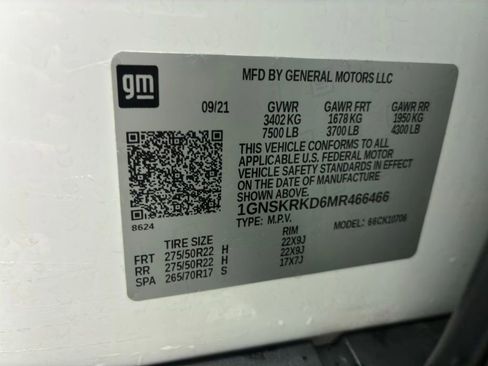 gm
MFD BY GENERAL MOTORS LLC
09/21 GVWR GAWR FRT GAWR RR
3402 KG 1678 KG 1950 KG
7500 LB 3700 LB 4300 LB
THIS VEHICLE CONFORMS TO ALL
APPLICABLE U.S. FEDERAL MOTOR
VEHICLE SAFETY STANDARDS IN EFFECT
ON THE DATE OF MANUFACTURE
SHOWN ABOVE.
1GNSKRKD6MR466466
TYPE: M.P.V. MODEL: 66CK10706
8624
TIRE SIZE RIM
FRT 275/50R22 H 22X9J
RR 275/50R22 H 22X9J
SPA 265/70R17 S 17X7J